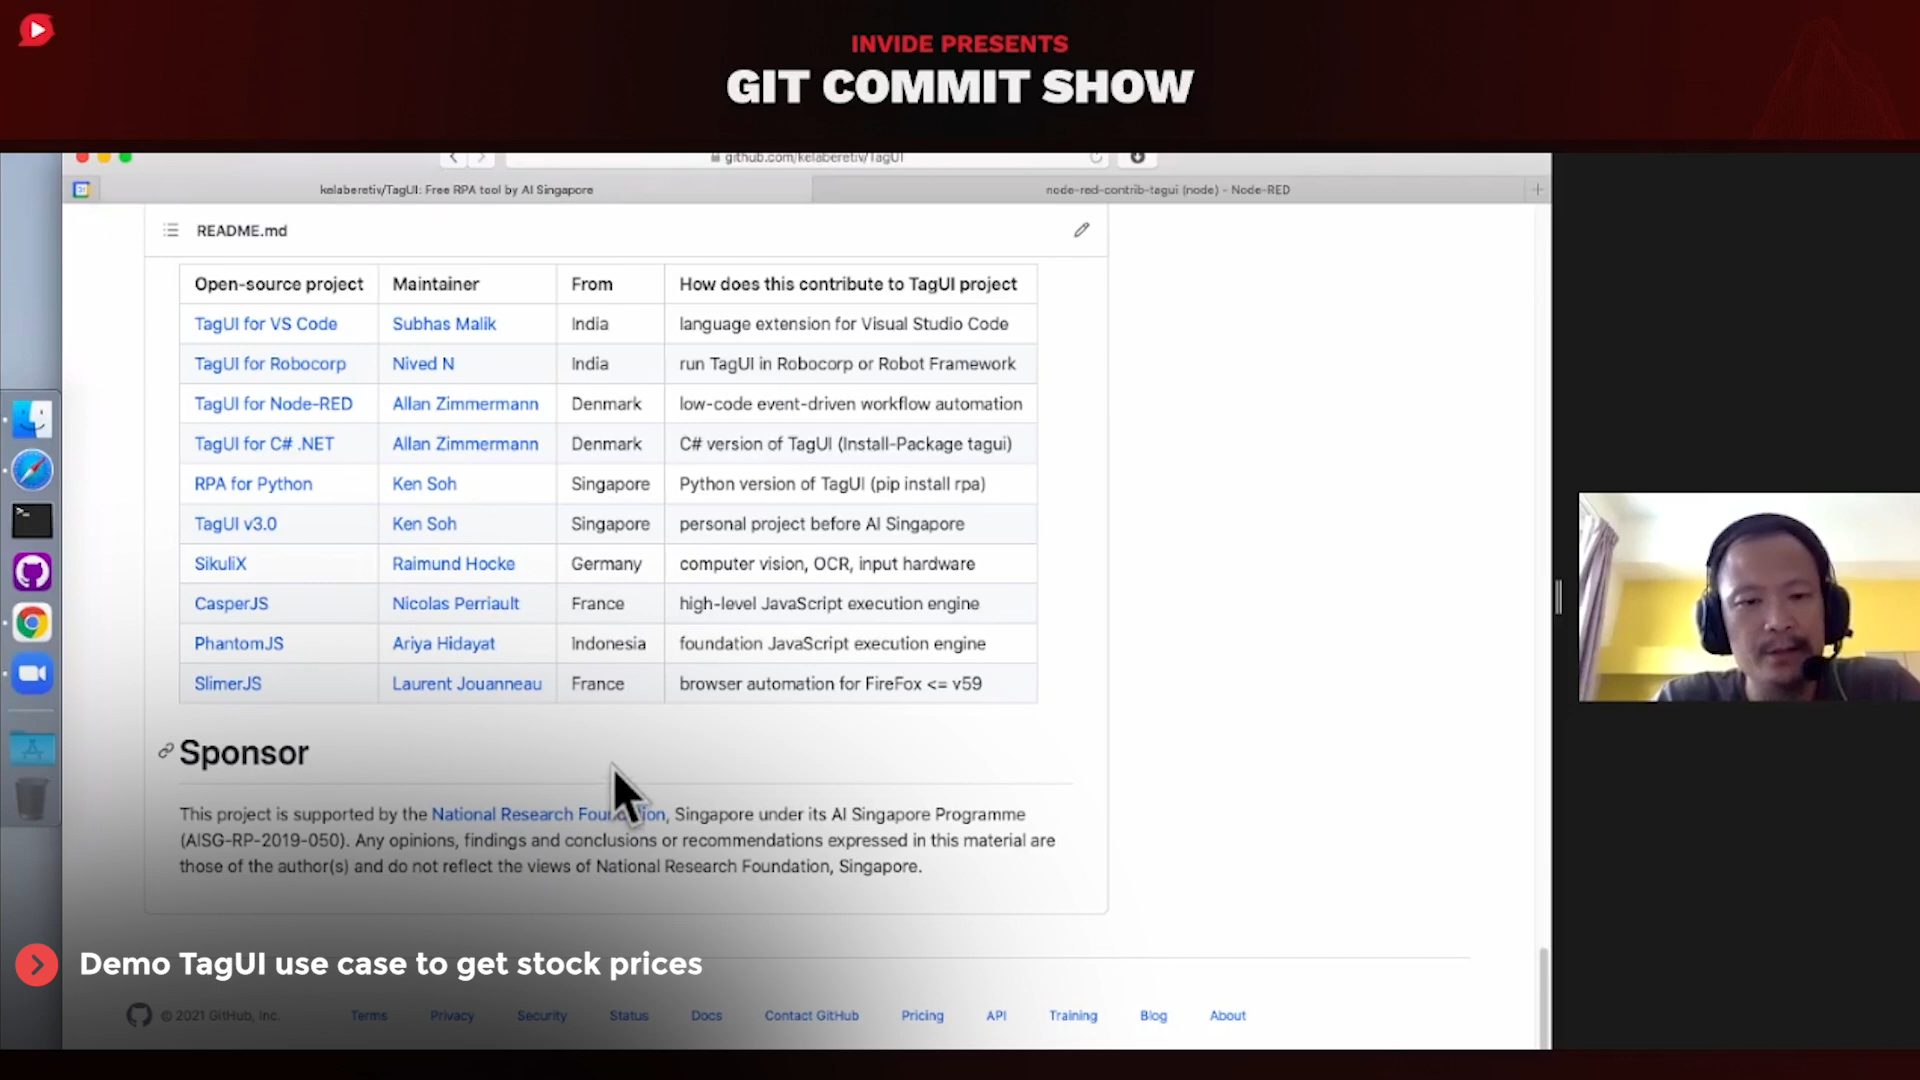 INVIDE PRESENTS
GIT COMMIT SHOW
github.com/kelaberetiv/TagUI
kelaberetiv/TagUI: Free RPA tool by AI Singapore
node-red-contrib-tagui (node) - Node-RED
README.md
Open-source project Maintainer From How does this contribute to TagUI project
TagUI for VS Code Subhas Malik India language extension for Visual Studio Code
TagUI for Robocorp Nived N India run TagUI in Robocorp or Robot Framework
TagUI for Node-RED Allan Zimmermann Denmark low-code event-driven workflow automation
TagUI for C# .NET Allan Zimmermann Denmark C# version of TagUI (Install-Package tagui)
RPA for Python Ken Soh Singapore Python version of TagUI (pip install rpa)
TagUI v3.0 Ken Soh Singapore personal project before AI Singapore
SikuliX Raimund Hocke Germany computer vision, OCR, input hardware
CasperJS Nicolas Perriault France high-level JavaScript execution engine
PhantomJS Ariya Hidayat Indonesia foundation JavaScript execution engine
SlimerJS Laurent Jouanneau France browser automation for FireFox <= v59
Sponsor
This project is supported by the National Research Foundation, Singapore under its AI Singapore Programme
(AISG-RP-2019-050). Any opinions, findings and conclusions or recommendations expressed in this material are
those of the author(s) and do not reflect the views of National Research Foundation, Singapore.
Demo TagUI use case to get stock prices
© 2021 GitHub, Inc. Terms Privacy Security Status Docs Contact GitHub Pricing API Training Blog About